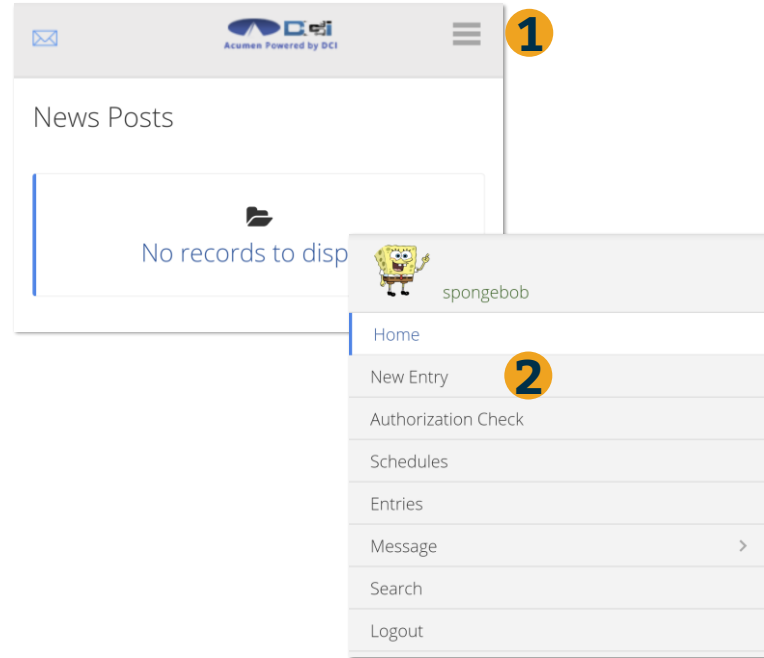 DCI
Acumen Powered by DCI
1
News Posts
No records to disp
spongebob
Home
New Entry
2
Authorization Check
Schedules
Entries
Message
Search
Logout